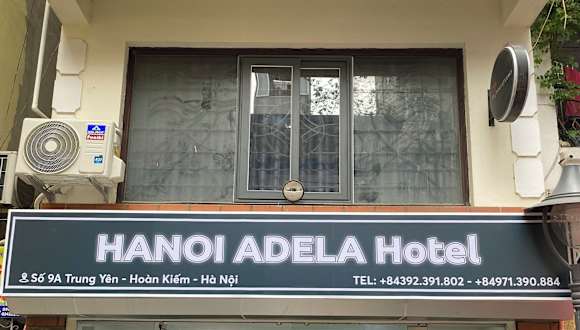 HANOI ADELA Hotel
Số 9A Trung Yên - Hoàn Kiếm - Hà Nội
TEL: +84392.391.802 - +84971.390.884